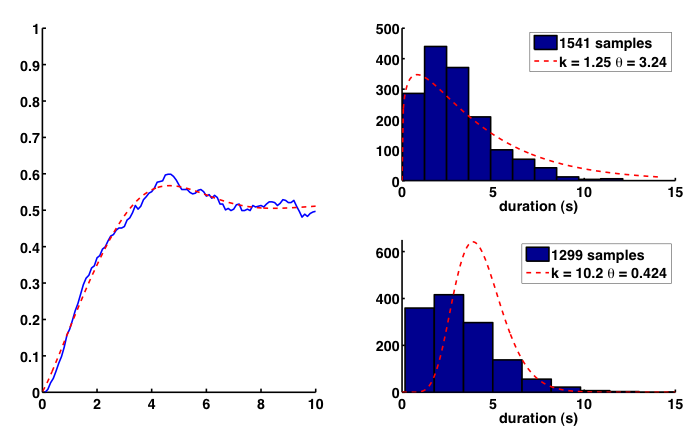 1
0.9
0.8
0.7
0.6
0.5
0.4
0.3
0.2
0.1
0
0 2 4 6 8 10
500
400
300
200
100
0
0 5 10 15
duration (s)
1541 samples
k = 1.25 θ = 3.24
600
400
200
0
0 5 10 15
duration (s)
1299 samples
k = 10.2 θ = 0.424